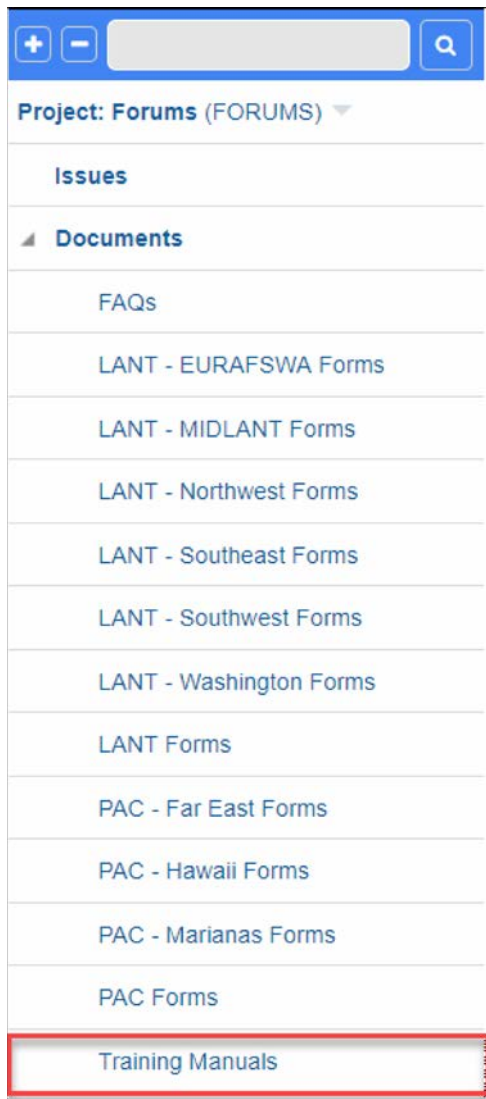 Project: Forums (FORUMS)
Issues
Documents
FAQs
LANT - EURAFSWA Forms
LANT - MIDLANT Forms
LANT - Northwest Forms
LANT - Southeast Forms
LANT - Southwest Forms
LANT - Washington Forms
LANT Forms
PAC - Far East Forms
PAC - Hawaii Forms
PAC - Marianas Forms
PAC Forms
Training Manuals